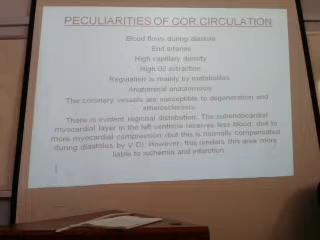 PECULIARITIES OF COR.CIRCULATION
Blood flows during diastole
End arteries
High capillary density
High O2 extraction
Regulation is mainly by metabolites
Anatomical anastomosis
The coronary vessels are susceptible to degeneration and
atherosclerosis.
There is evident regional distribution. The subendocardial
myocardial layer in the left ventricle receives less blood, due to
more myocardial compression (but this is normally compensated
during diastoles by V.D). However, this renders this area more
liable to ischemia and infarction